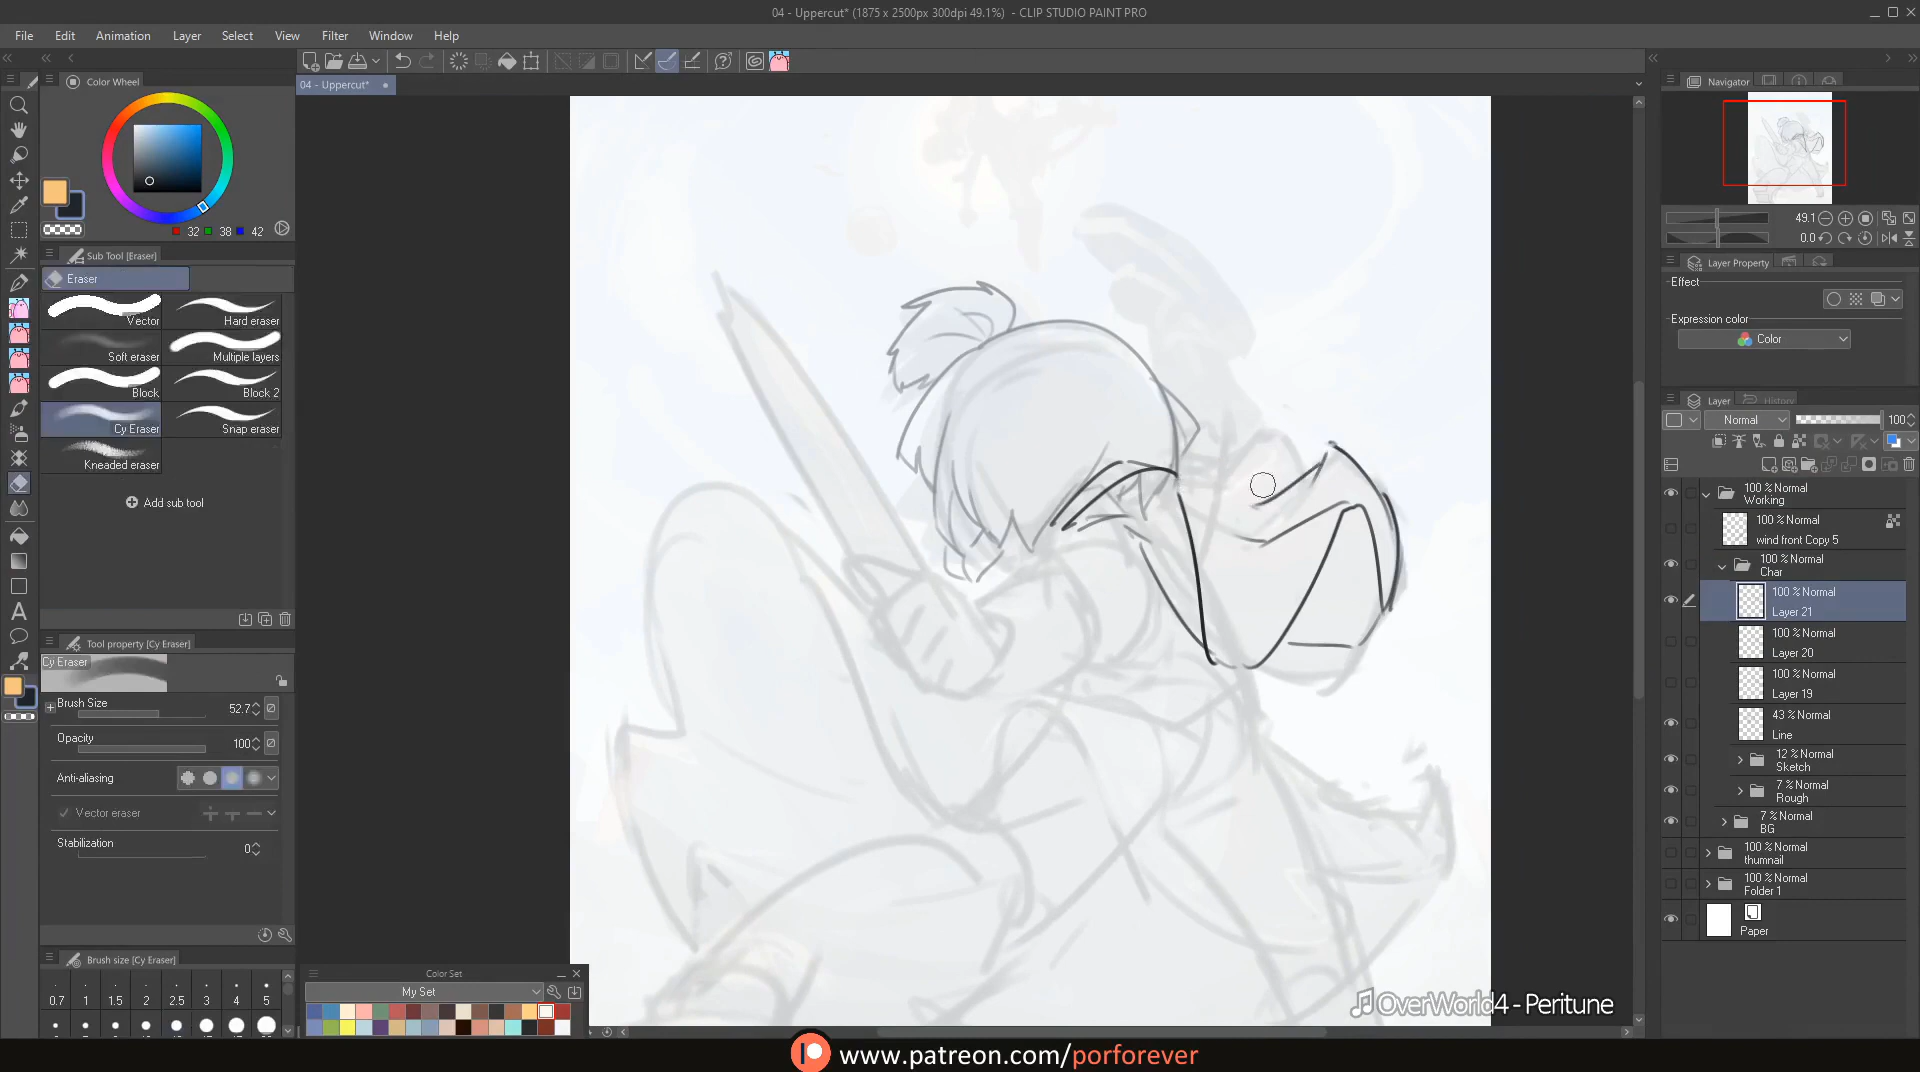 04 - Uppercut* (1875 x 2500px 300dpi 49.1%) - CLIP STUDIO PAINT PRO
File Edit Animation Layer Select View Filter Window Help
04 - Uppercut*
Color Wheel
32 38 42
Sub Tool [Eraser]
Eraser
Vector
Hard eraser
Soft eraser
Multiple layers
Block
Block 2
Cy Eraser
Snap eraser
Kneaded eraser
Add sub tool
Tool property [Cy Eraser]
Cy Eraser
Brush Size 52.7
Opacity 100
Anti-aliasing
Vector eraser
Stabilization 0
Brush size [Cy Eraser]
0.7 1 1.5 2 2.5 3 4 5
Color Set
My Set
Navigator
49.1
0.0
Layer Property
Effect
Expression color
Color
Layer History
Normal 100
100 % Normal
Working
100 % Normal
wind front Copy 5
100 % Normal
Char
100 % Normal
Layer 21
100 % Normal
Layer 20
100 % Normal
Layer 19
43 % Normal
Line
12 % Normal
Sketch
7 % Normal
Rough
7 % Normal
BG
100 % Normal
thumnail
100 % Normal
Folder 1
Paper
OverWorld4 - Peritune
www.patreon.com/porforever